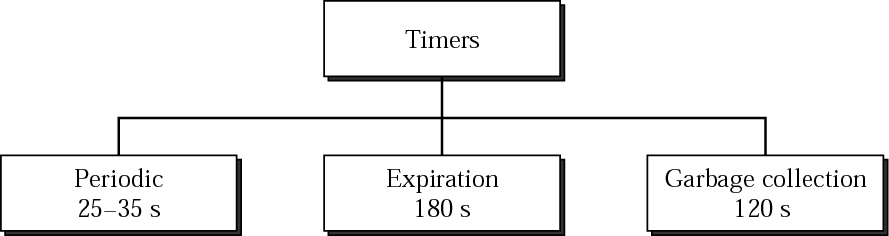 Timers
Periodic
25–35 s
Expiration
180 s
Garbage collection
120 s